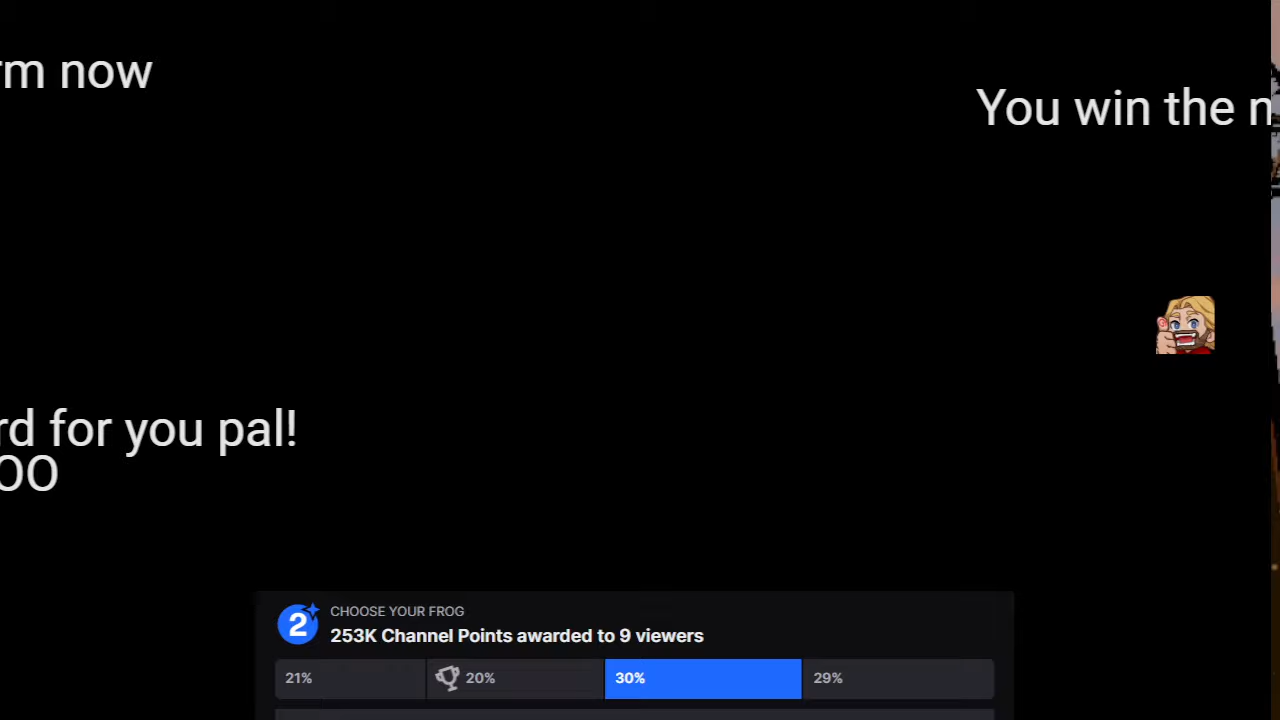 rm now
You win the n
rd for you pal!
OO
2
CHOOSE YOUR FROG
253K Channel Points awarded to 9 viewers
21%
20%
30%
29%